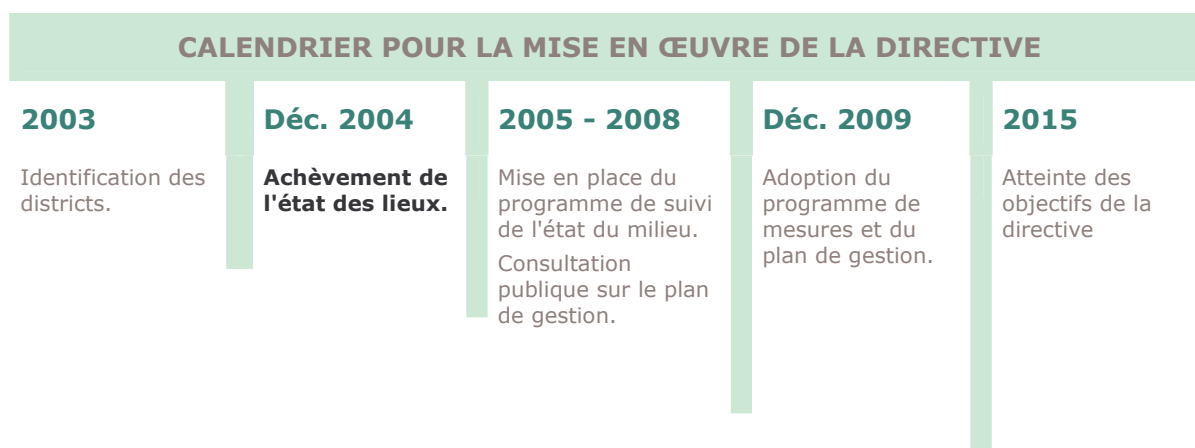 CALENDRIER POUR LA MISE EN ŒUVRE DE LA DIRECTIVE
2003
Identification des
districts.
Déc. 2004
Achèvement de
l'état des lieux.
2005 - 2008
Mise en place du
programme de suivi
de l'état du milieu.
Consultation
publique sur le plan
de gestion.
Déc. 2009
Adoption du
programme de
mesures et du
plan de gestion.
2015
Atteinte des
objectifs de la
directive